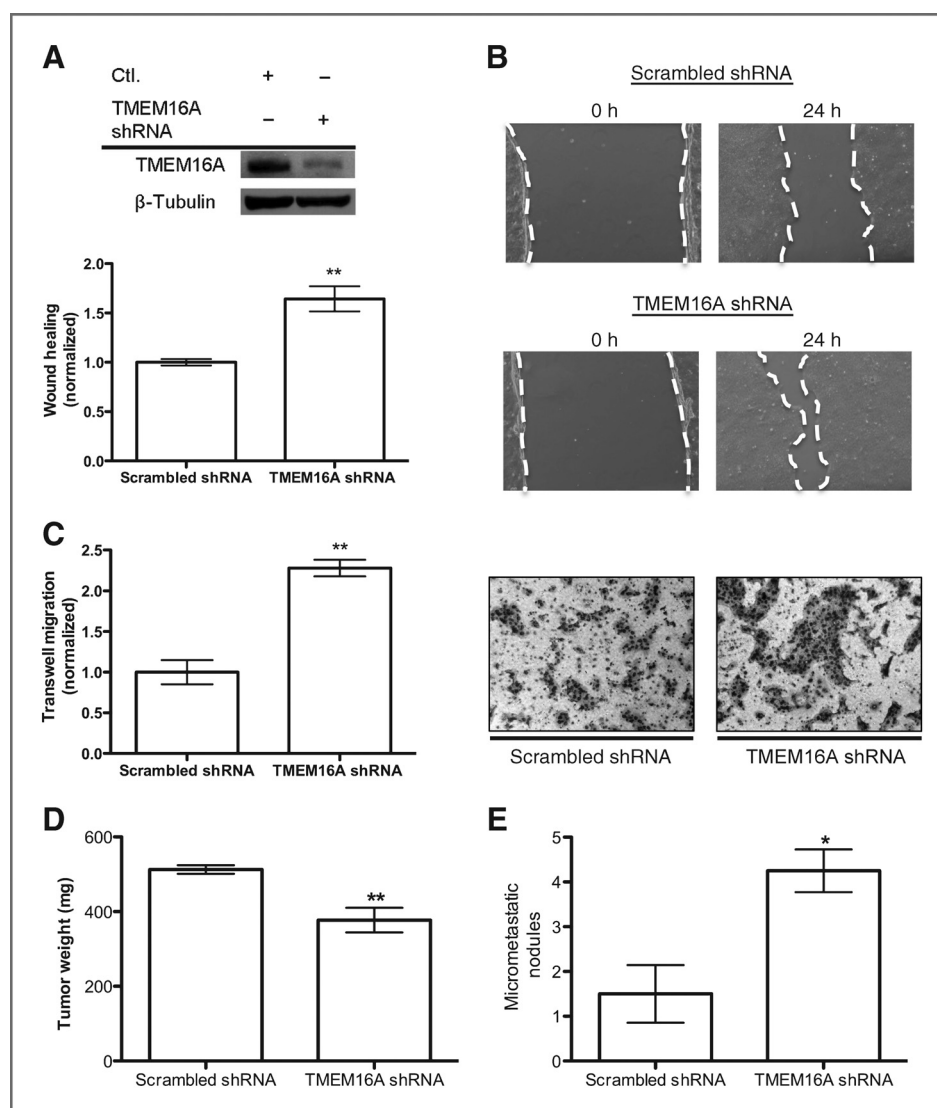 A
Ctl. + –
TMEM16A
shRNA – +
TMEM16A
β-Tubulin
Wound healing
(normalized)
2.0
1.5
1.0
0.5
0.0
**
Scrambled shRNA TMEM16A shRNA
B
Scrambled shRNA
0 h 24 h
TMEM16A shRNA
0 h 24 h
C
Transwell migration
(normalized)
2.5
2.0
1.5
1.0
0.5
0.0
**
Scrambled shRNA TMEM16A shRNA
Scrambled shRNA TMEM16A shRNA
D
Tumor weight (mg)
600
400
200
0
**
Scrambled shRNA TMEM16A shRNA
E
Micrometastatic
nodules
5
4
3
2
1
0
*
Scrambled shRNA TMEM16A shRNA